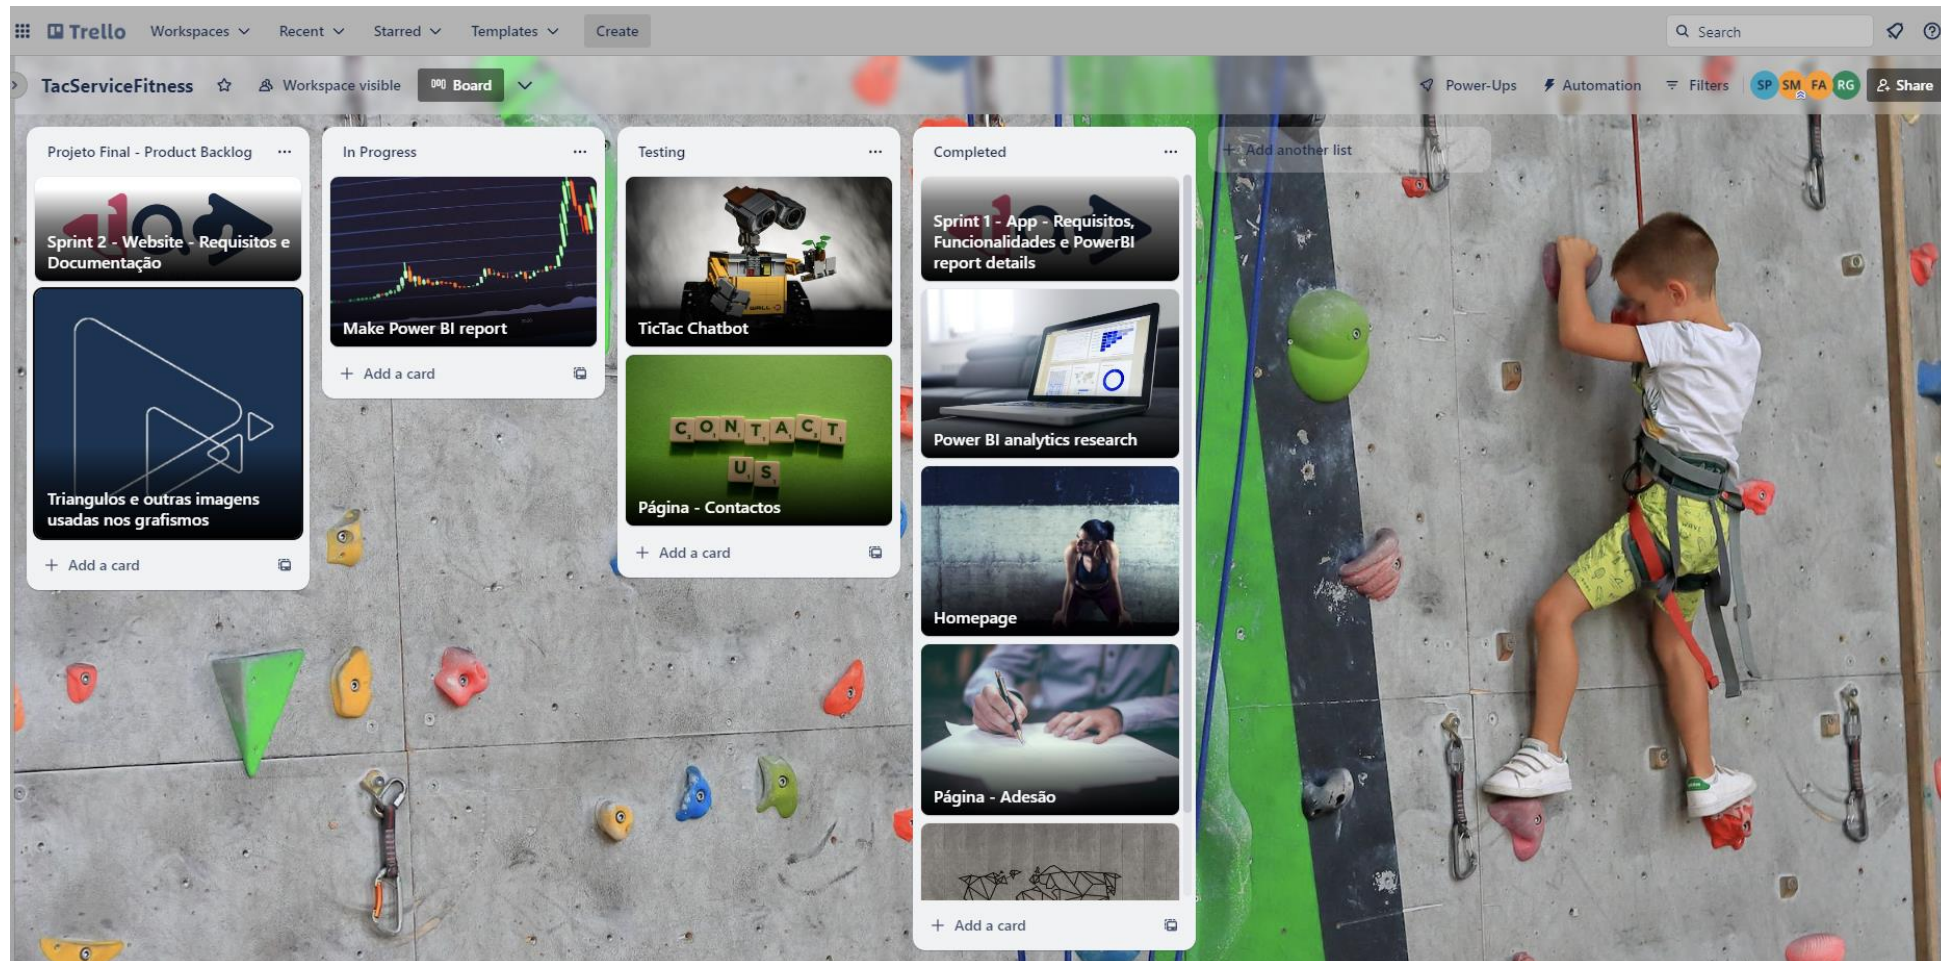 Trello Workspaces Recent Starred Templates Create Search
TacServiceFitness Workspace visible Board Power-Ups Automation Filters SP SM FA RG Share
Projeto Final - Product Backlog
Sprint 2 - Website - Requisitos e
Documentação
Triangulos e outras imagens
usadas nos grafismos
+ Add a card
In Progress
Make Power BI report
+ Add a card
Testing
WALL
TicTac Chatbot
CONTACT
US
Página - Contactos
+ Add a card
Completed
Sprint 1 - App - Requisitos,
Funcionalidades e PowerBI
report details
Power BI analytics research
Homepage
Página - Adesão
+ Add a card
+ Add another list